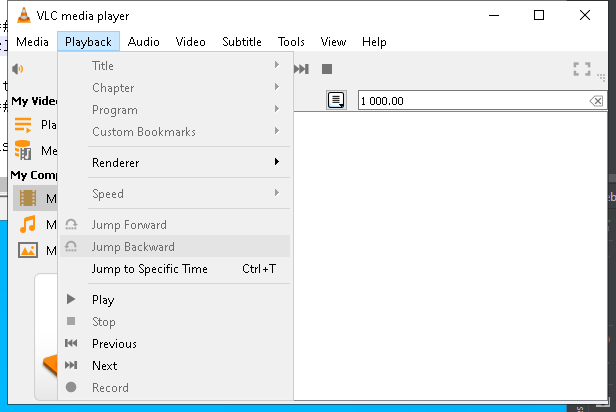 VLC media player
Media Playback Audio Video Subtitle Tools View Help
Title
Chapter
Program
Custom Bookmarks
Renderer
Speed
Jump Forward
Jump Backward
Jump to Specific Time Ctrl+T
Play
Stop
Previous
Next
Record
1 000.00
My Vide
Pla
Me
My Comp
M
M
M